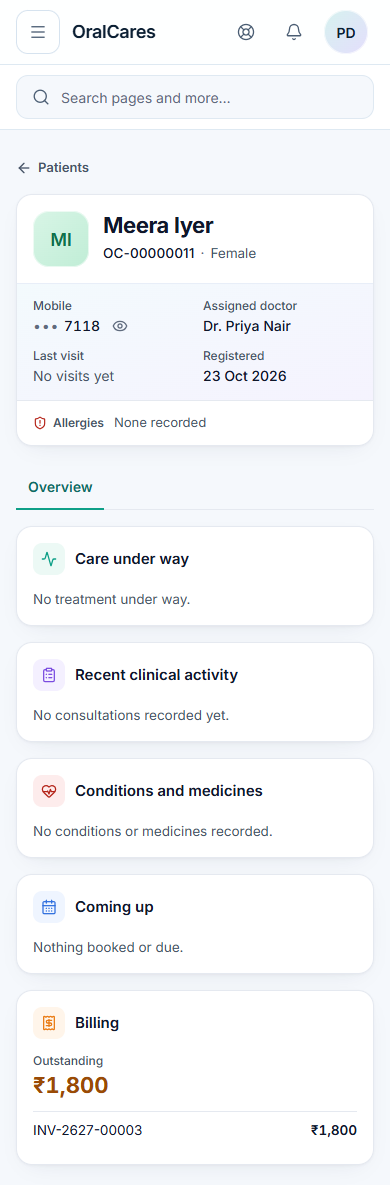 OralCares
PD
Search pages and more...
Patients
MI
Meera Iyer
OC-00000011 · Female
Mobile
••• 7118
Assigned doctor
Dr. Priya Nair
Last visit
No visits yet
Registered
23 Oct 2026
Allergies None recorded
Overview
Care under way
No treatment under way.
Recent clinical activity
No consultations recorded yet.
Conditions and medicines
No conditions or medicines recorded.
Coming up
Nothing booked or due.
Billing
Outstanding
₹1,800
INV-2627-00003 ₹1,800